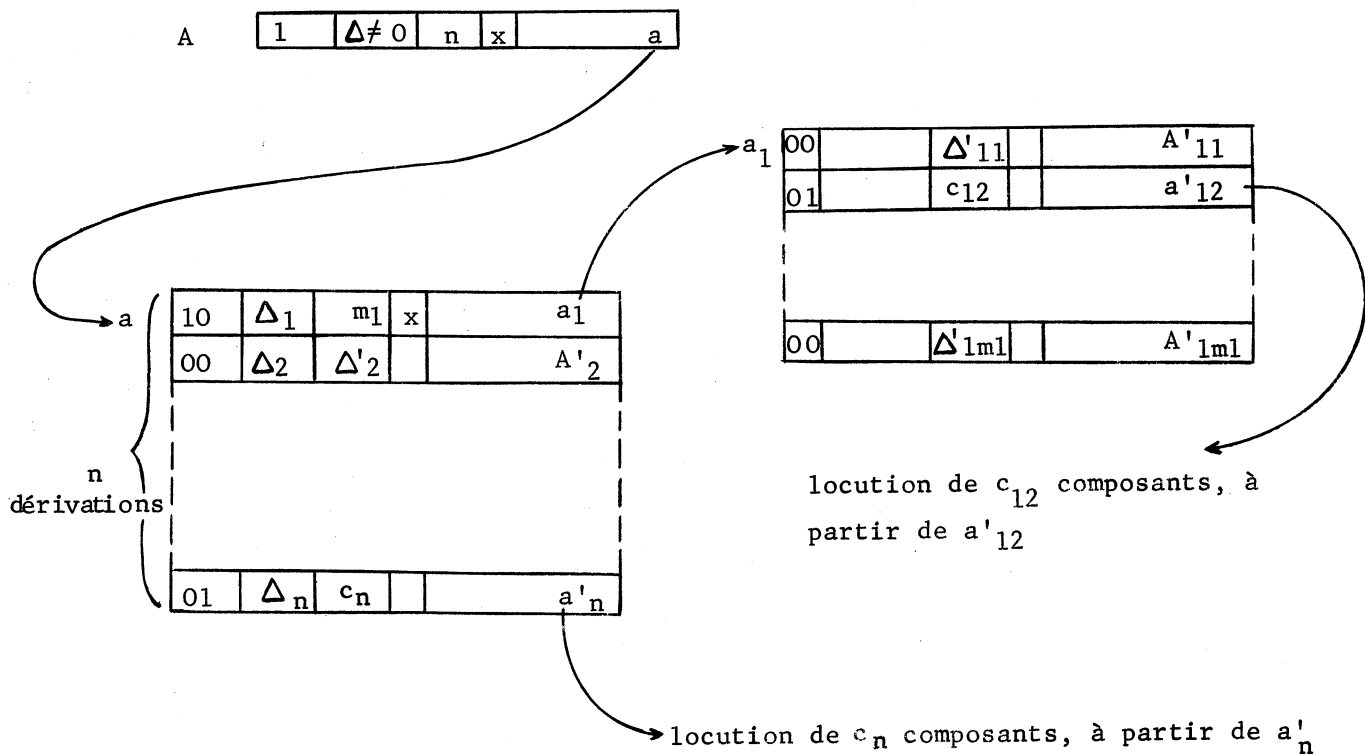 A 1 Δ≠ 0 n x a
a₁ 00 Δ'11 A'11
01 c12 a'12
00 Δ'1m1 A'1m1
a 10 Δ1 m1 x a1
00 Δ2 Δ'2 A'2
n
dérivations
01 Δn cn a'n
locution de c12 composants, à
partir de a'12
locution de cn composants, à partir de a'n